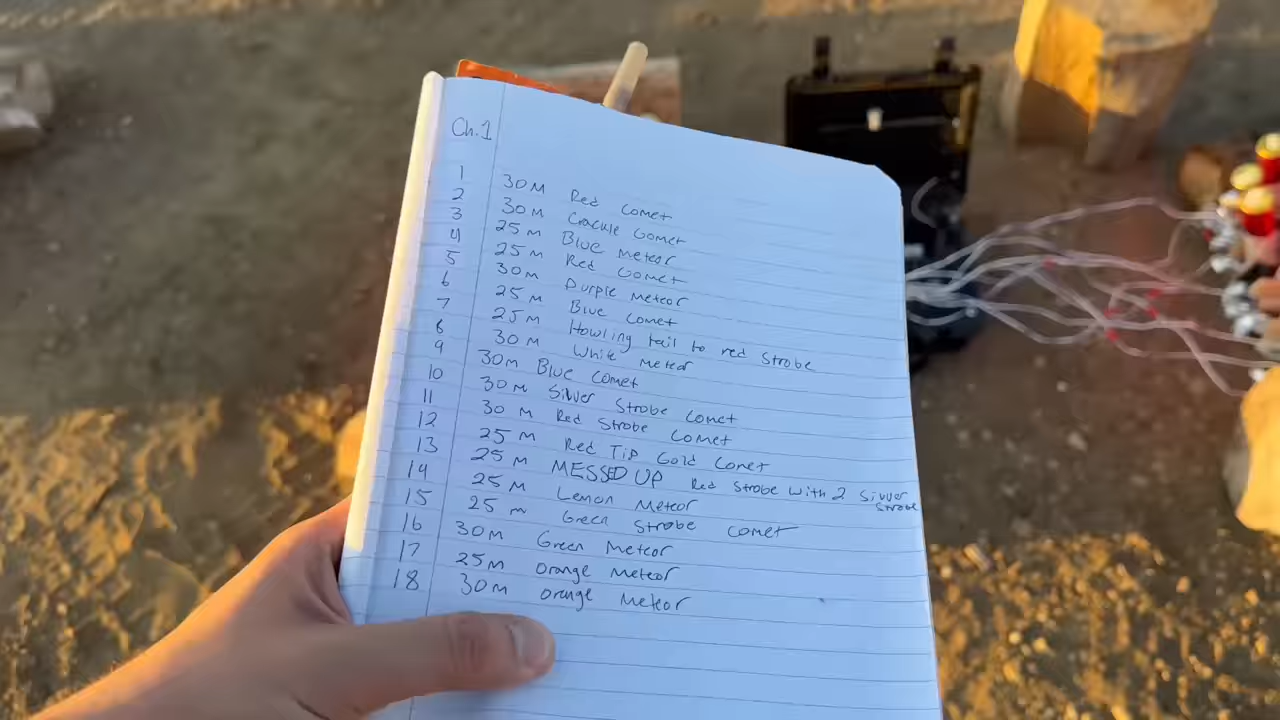 Ch.1
1 30M Red Comet
2 30M Crackle Comet
3 25M Blue Meteor
4 25M Red Comet
5 30M Purple Meteor
6 25M Blue Comet
7 25M Howling tail to red Strobe
8 30M White Meteor
9 30M Blue Comet
10 30M Silver Strobe Comet
11 30M Red Strobe Comet
12 25M Red Tip Gold Comet
13 25M MESSED UP Red Strobe with 2 Silver
Strobe
14 25M Lemon Meteor
15 25M Green Strobe Comet
16 30M Green Meteor
17 25M Orange Meteor
18 30M Orange Meteor